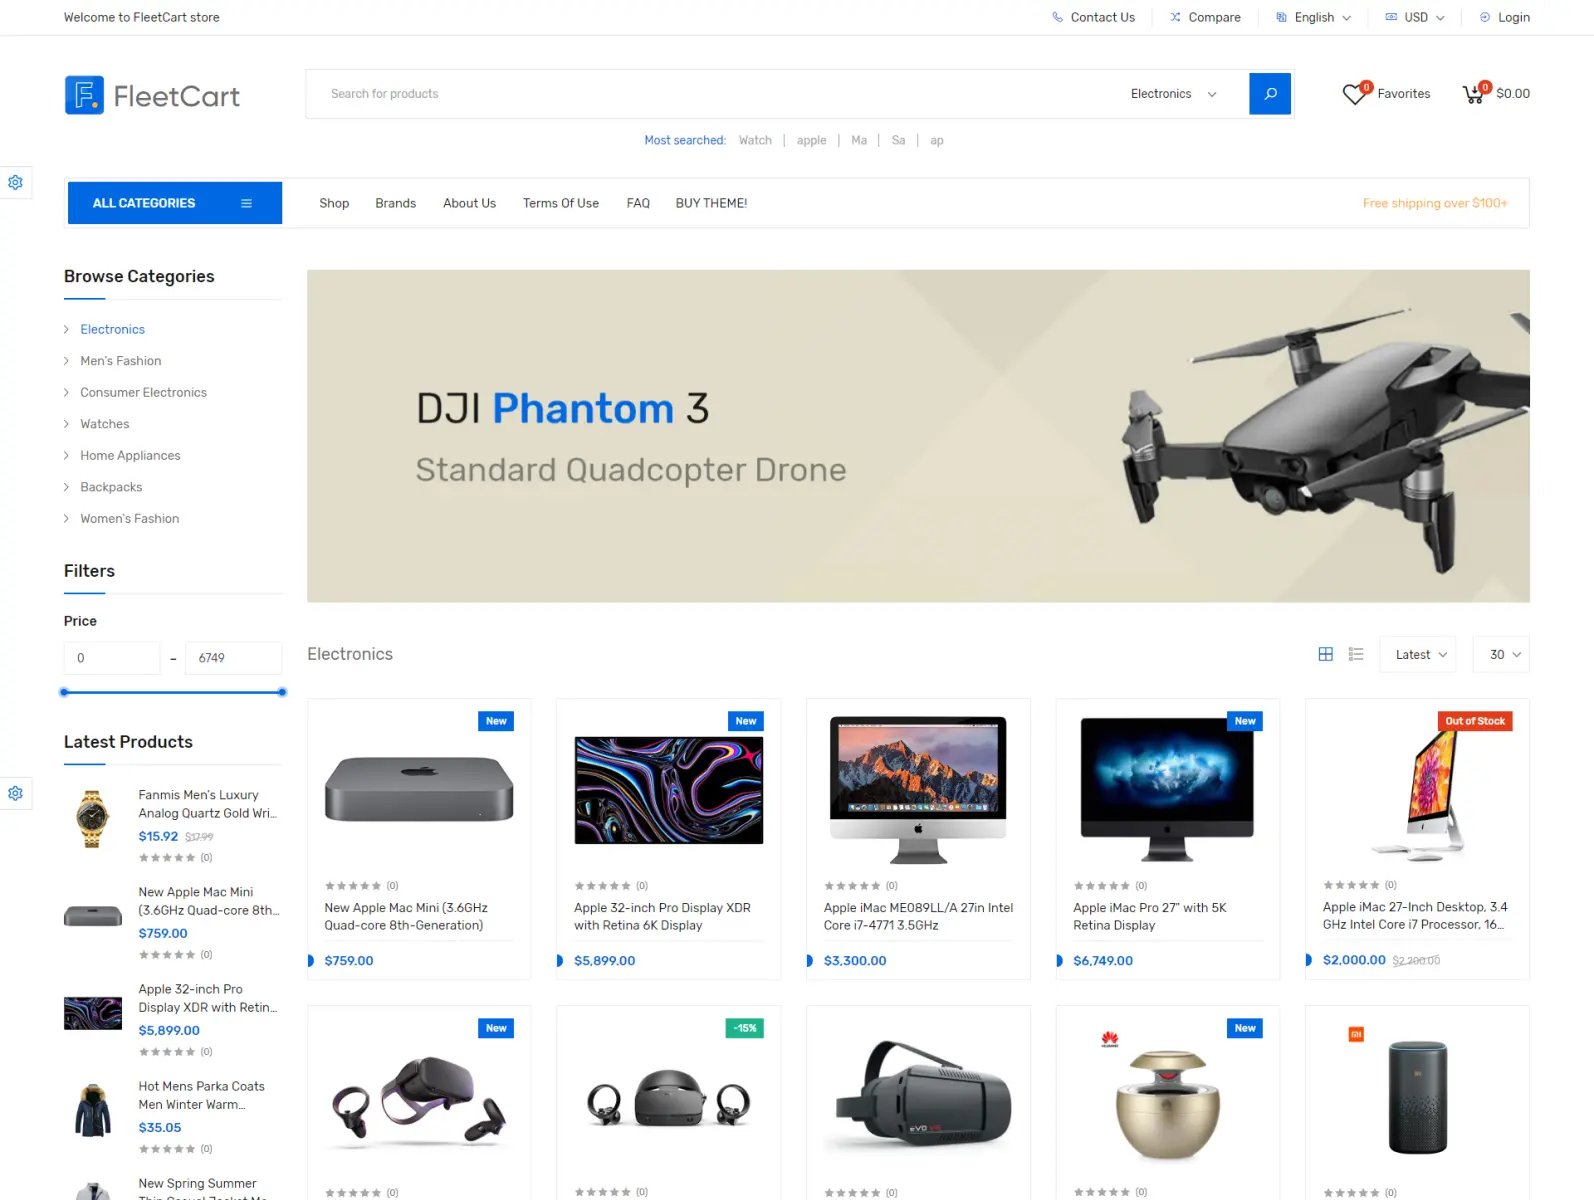 Welcome to FleetCart store
Contact Us
Compare
English
USD
Login
FleetCart
Search for products
Electronics
0
Favorites
0
$0.00
Most searched: Watch | apple | Ma | Sa | ap
ALL CATEGORIES
Shop
Brands
About Us
Terms Of Use
FAQ
BUY THEME!
Free shipping over $100+
Browse Categories
Electronics
Men's Fashion
Consumer Electronics
Watches
Home Appliances
Backpacks
Women's Fashion
Filters
Price
0 – 6749
Latest Products
Fanmis Men's Luxury
Analog Quartz Gold Wri...
$15.92 $17.99
(0)
New Apple Mac Mini
(3.6GHz Quad-core 8th...
$759.00
(0)
Apple 32-inch Pro
Display XDR with Retin...
$5,899.00
(0)
Hot Mens Parka Coats
Men Winter Warm...
$35.05
(0)
New Spring Summer
DJI Phantom 3
Standard Quadcopter Drone
Electronics
Latest
30
New
(0)
New Apple Mac Mini (3.6GHz
Quad-core 8th-Generation)
$759.00
New
(0)
Apple 32-inch Pro Display XDR
with Retina 6K Display
$5,899.00
(0)
Apple iMac ME089LL/A 27in Intel
Core i7-4771 3.5GHz
$3,300.00
New
(0)
Apple iMac Pro 27" with 5K
Retina Display
$6,749.00
Out of Stock
(0)
Apple iMac 27-Inch Desktop, 3.4
GHz Intel Core i7 Processor, 16...
$2,000.00 $2,200.00
New
(0)
-15%
(0)
eVO VR
(0)
New
HUAWEI
(0)
MI
(0)